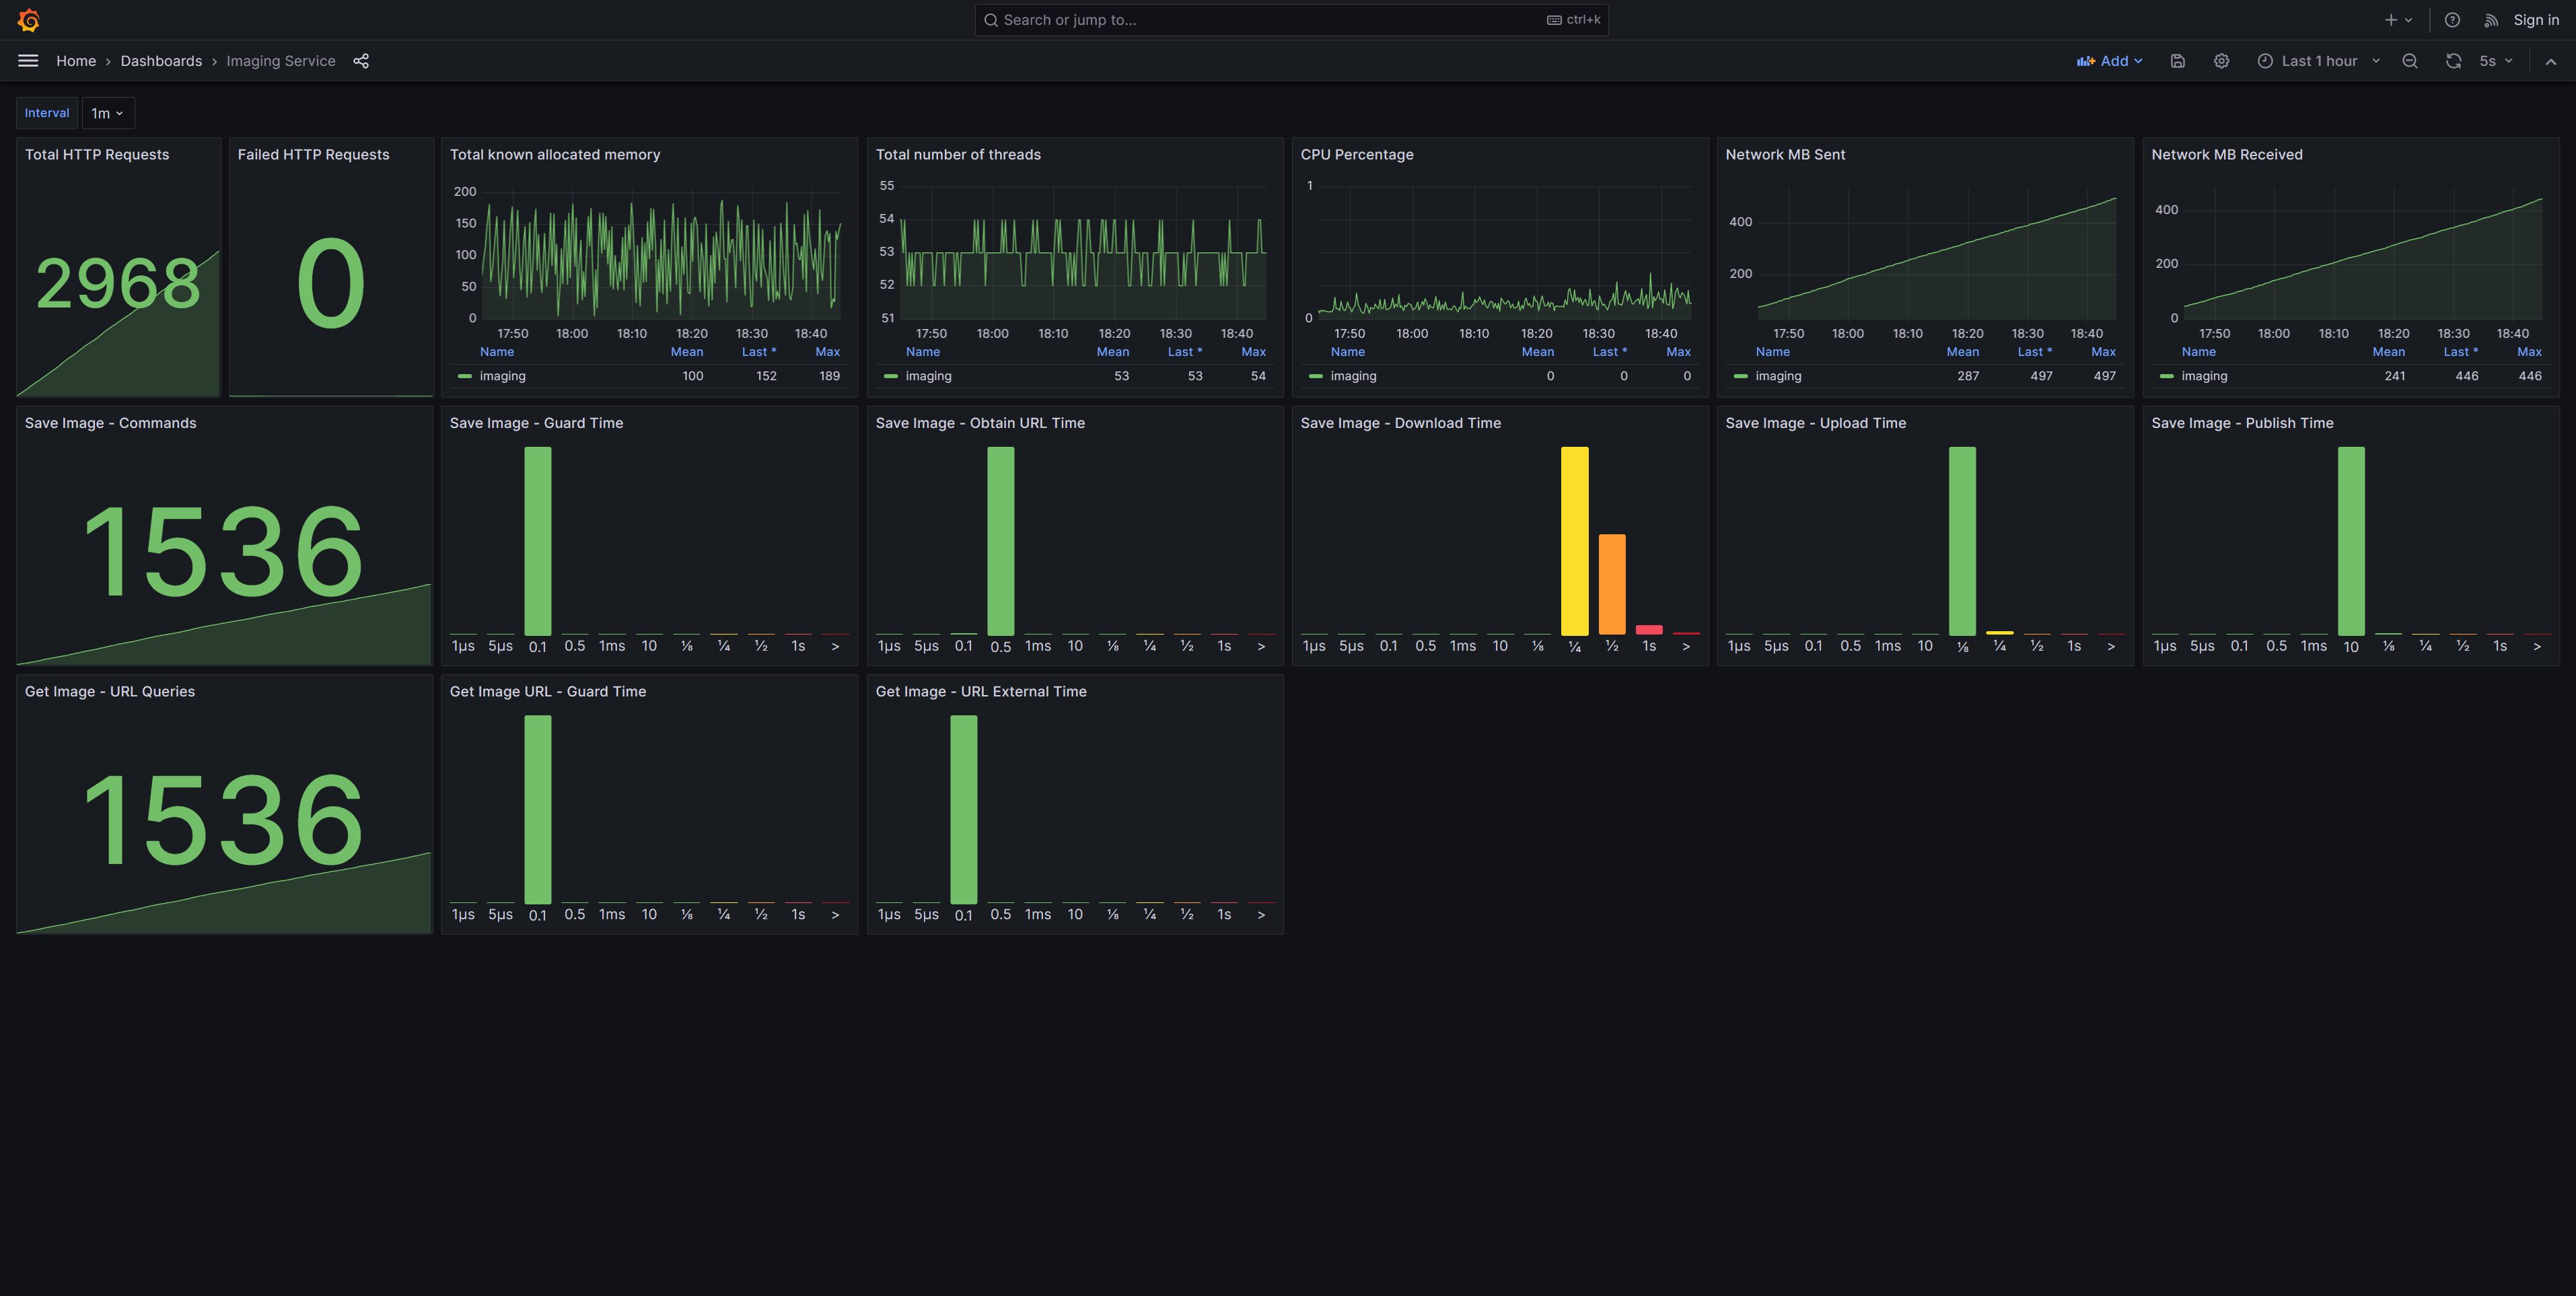 Search or jump to...
ctrl+k
Sign in
Home › Dashboards › Imaging Service
Add
Last 1 hour
5s
Interval
1m
Total HTTP Requests
2968
Failed HTTP Requests
0
Total known allocated memory
200
150
100
50
0
17:50 18:00 18:10 18:20 18:30 18:40
Name Mean Last * Max
imaging 100 152 189
Total number of threads
55
54
53
52
51
17:50 18:00 18:10 18:20 18:30 18:40
Name Mean Last * Max
imaging 53 53 54
CPU Percentage
1
0
17:50 18:00 18:10 18:20 18:30 18:40
Name Mean Last * Max
imaging 0 0 0
Network MB Sent
400
200
17:50 18:00 18:10 18:20 18:30 18:40
Name Mean Last * Max
imaging 287 497 497
Network MB Received
400
200
0
17:50 18:00 18:10 18:20 18:30 18:40
Name Mean Last * Max
imaging 241 446 446
Save Image - Commands
1536
Save Image - Guard Time
1μs 5μs 0.1 0.5 1ms 10 ⅛ ¼ ½ 1s >
Save Image - Obtain URL Time
1μs 5μs 0.1 0.5 1ms 10 ⅛ ¼ ½ 1s >
Save Image - Download Time
1μs 5μs 0.1 0.5 1ms 10 ⅛ ¼ ½ 1s >
Save Image - Upload Time
1μs 5μs 0.1 0.5 1ms 10 ⅛ ¼ ½ 1s >
Save Image - Publish Time
1μs 5μs 0.1 0.5 1ms 10 ⅛ ¼ ½ 1s >
Get Image - URL Queries
1536
Get Image URL - Guard Time
1μs 5μs 0.1 0.5 1ms 10 ⅛ ¼ ½ 1s >
Get Image - URL External Time
1μs 5μs 0.1 0.5 1ms 10 ⅛ ¼ ½ 1s >